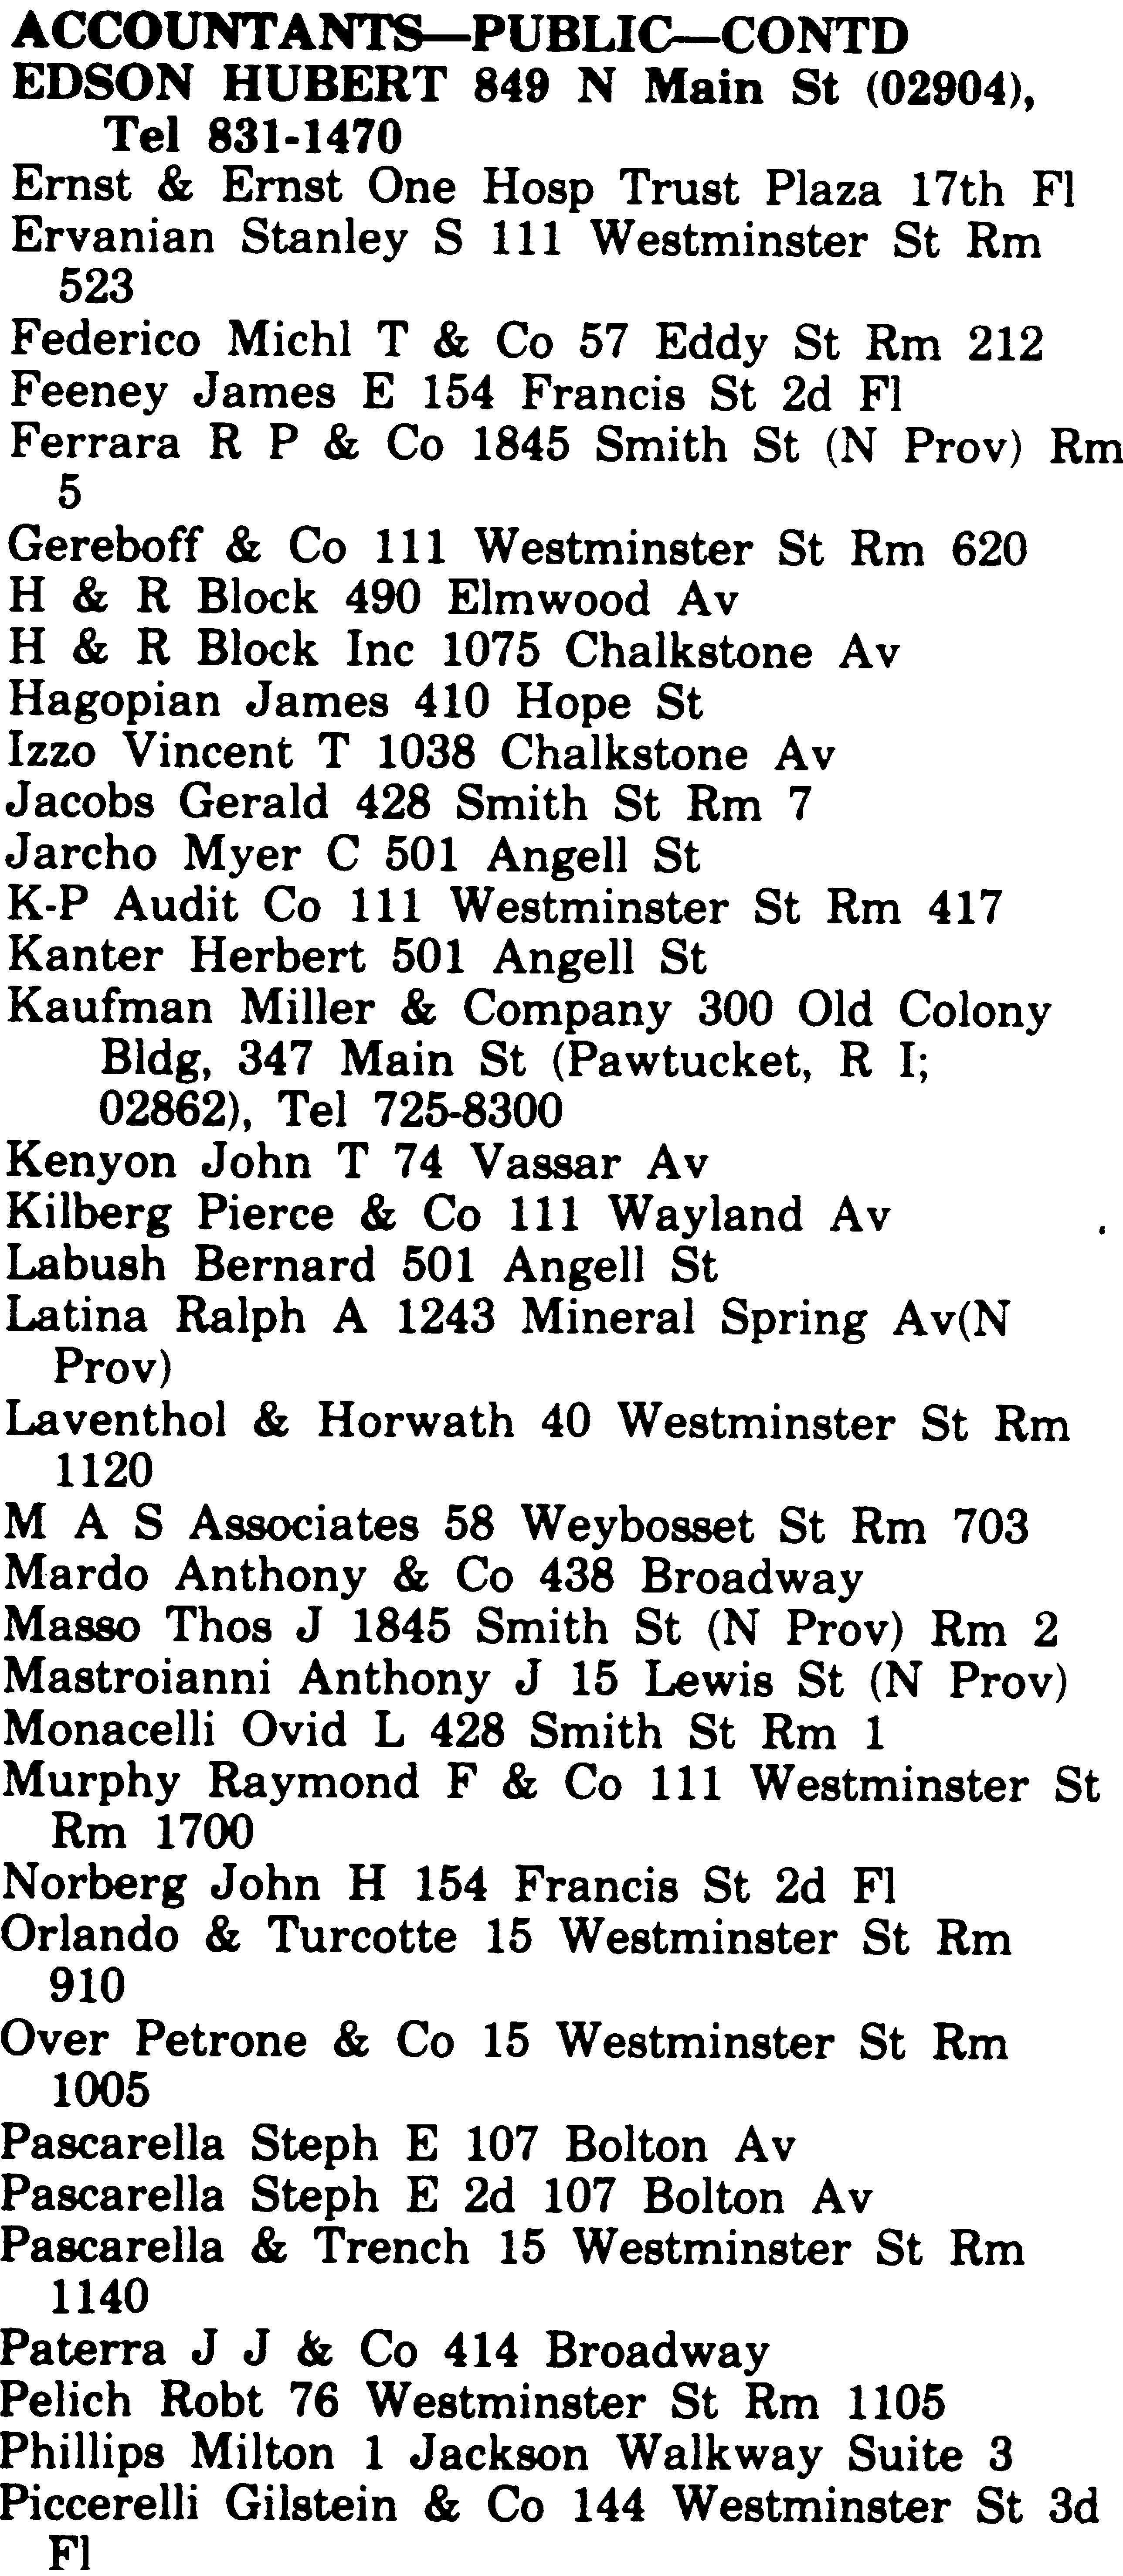 ACCOUNTANTS—PUBLIC—CONTD
EDSON HUBERT 849 N Main St (02904),
Tel 831-1470
Ernst & Ernst One Hosp Trust Plaza 17th Fl
Ervanian Stanley S 111 Westminster St Rm
523
Federico Michl T & Co 57 Eddy St Rm 212
Feeney James E 154 Francis St 2d Fl
Ferrara R P & Co 1845 Smith St (N Prov) Rm
5
Gereboff & Co 111 Westminster St Rm 620
H & R Block 490 Elmwood Av
H & R Block Inc 1075 Chalkstone Av
Hagopian James 410 Hope St
Izzo Vincent T 1038 Chalkstone Av
Jacobs Gerald 428 Smith St Rm 7
Jarcho Myer C 501 Angell St
K-P Audit Co 111 Westminster St Rm 417
Kanter Herbert 501 Angell St
Kaufman Miller & Company 300 Old Colony
Bldg, 347 Main St (Pawtucket, R I;
02862), Tel 725-8300
Kenyon John T 74 Vassar Av
Kilberg Pierce & Co 111 Wayland Av
Labush Bernard 501 Angell St
Latina Ralph A 1243 Mineral Spring Av(N
Prov)
Laventhol & Horwath 40 Westminster St Rm
1120
M A S Associates 58 Weybosset St Rm 703
Mardo Anthony & Co 438 Broadway
Masso Thos J 1845 Smith St (N Prov) Rm 2
Mastroianni Anthony J 15 Lewis St (N Prov)
Monacelli Ovid L 428 Smith St Rm 1
Murphy Raymond F & Co 111 Westminster St
Rm 1700
Norberg John H 154 Francis St 2d Fl
Orlando & Turcotte 15 Westminster St Rm
910
Over Petrone & Co 15 Westminster St Rm
1005
Pascarella Steph E 107 Bolton Av
Pascarella Steph E 2d 107 Bolton Av
Pascarella & Trench 15 Westminster St Rm
1140
Paterra J J & Co 414 Broadway
Pelich Robt 76 Westminster St Rm 1105
Phillips Milton 1 Jackson Walkway Suite 3
Piccerelli Gilstein & Co 144 Westminster St 3d
Fl